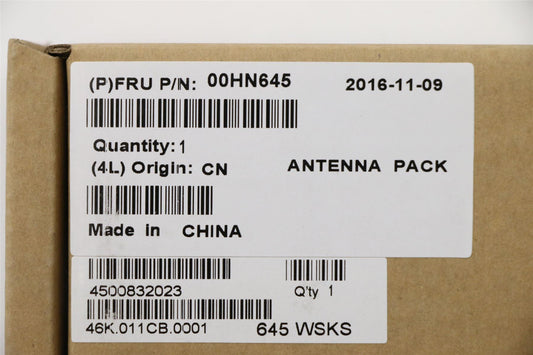 (P)FRU P/N: 00HN645 2016-11-09
Quantity:1
(4L) Origin: CN ANTENNA PACK
Made in CHINA
4500832023 Q'ty 1
46K.011CB.0001 645 WSKS